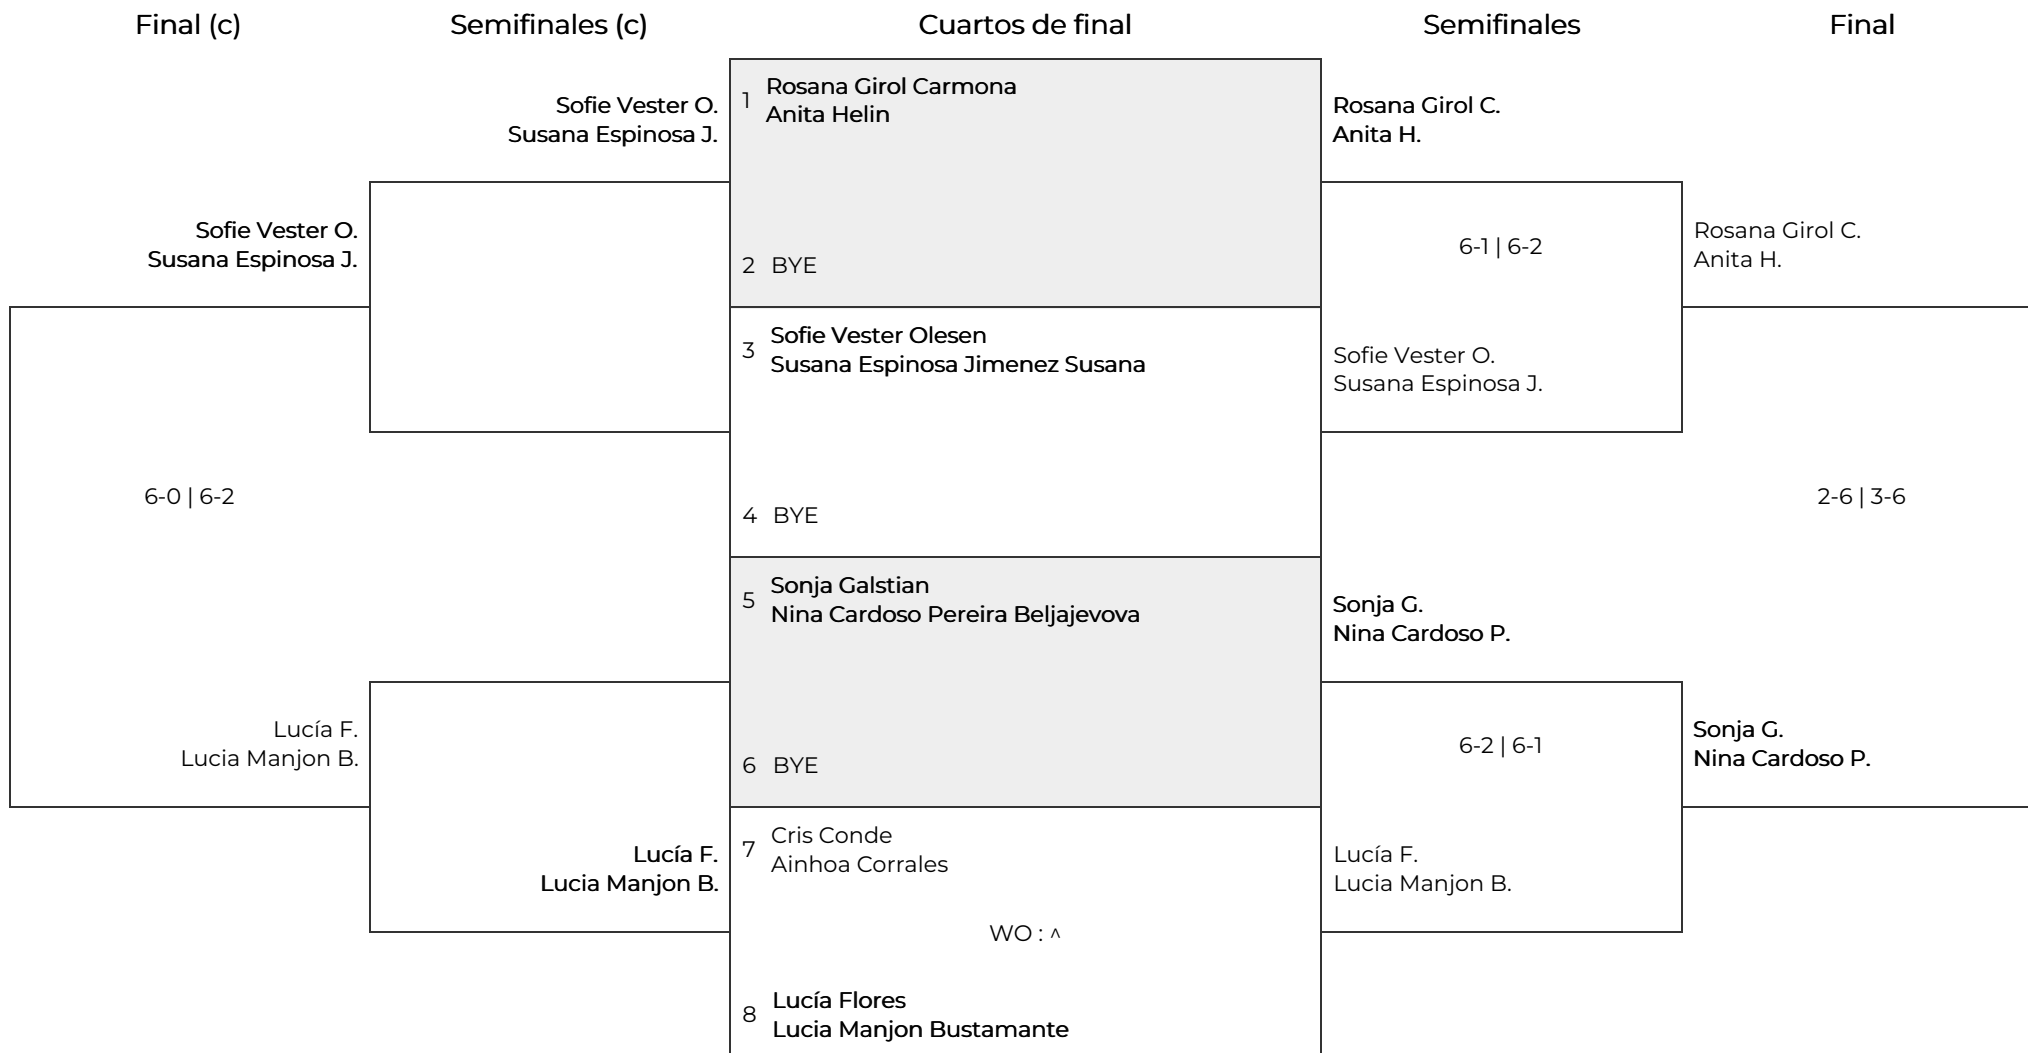 Final (c)
Semifinales (c)
Cuartos de final
Semifinales
Final
Sofie Vester O.
Susana Espinosa J.
Sofie Vester O.
Susana Espinosa J.
6-0 | 6-2
Lucía F.
Lucia Manjon B.
Lucía F.
Lucia Manjon B.
1 Rosana Girol Carmona
Anita Helin
2 BYE
3 Sofie Vester Olesen
Susana Espinosa Jimenez Susana
4 BYE
5 Sonja Galstian
Nina Cardoso Pereira Beljajevova
6 BYE
7 Cris Conde
Ainhoa Corrales
WO : ^
8 Lucía Flores
Lucia Manjon Bustamante
Rosana Girol C.
Anita H.
6-1 | 6-2
Sofie Vester O.
Susana Espinosa J.
Sonja G.
Nina Cardoso P.
6-2 | 6-1
Lucía F.
Lucia Manjon B.
Rosana Girol C.
Anita H.
2-6 | 3-6
Sonja G.
Nina Cardoso P.